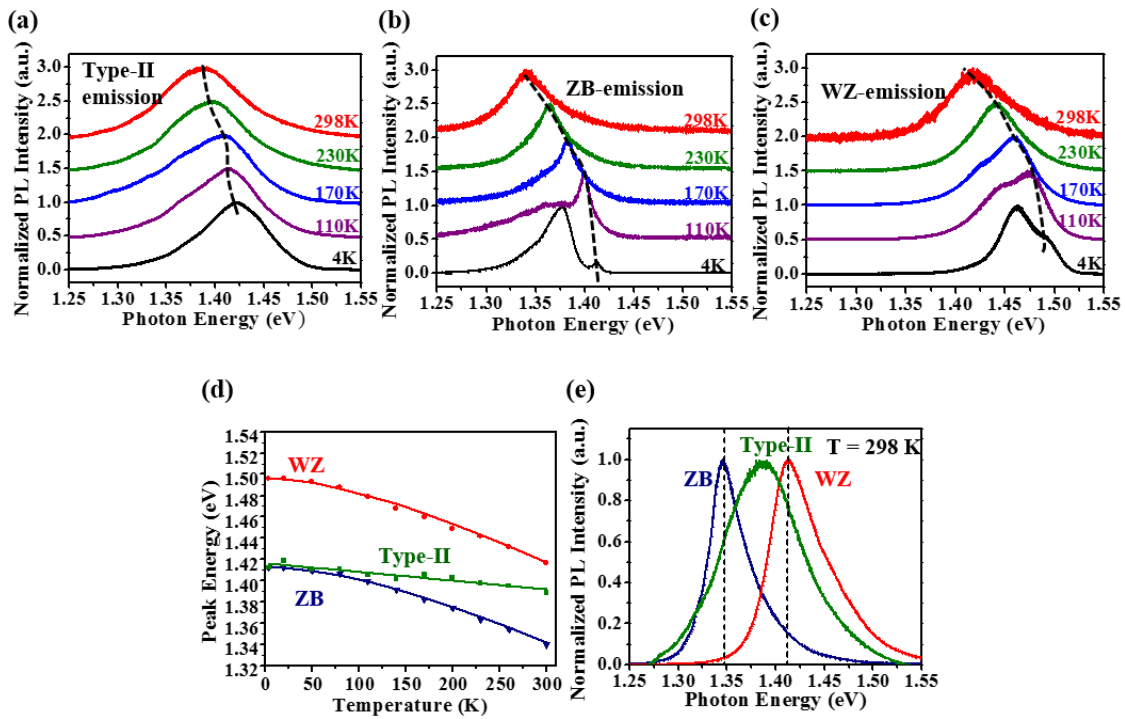 (a)
Normalized PL Intensity (a.u.)
3.0
2.5
2.0
1.5
1.0
0.5
0.0
Type-II
emission
298K
230K
170K
110K
4K
1.25 1.30 1.35 1.40 1.45 1.50 1.55
Photon Energy (eV)
(b)
Normalized PL Intensity (a.u.)
3.0
2.5
2.0
1.5
1.0
0.5
0.0
ZB-emission
298K
230K
170K
110K
4K
1.25 1.30 1.35 1.40 1.45 1.50 1.55
Photon Energy (eV)
(c)
Normalized PL Intensity (a.u.)
3.0
2.5
2.0
1.5
1.0
0.5
0.0
WZ-emission
298K
230K
170K
110K
4K
1.25 1.30 1.35 1.40 1.45 1.50 1.55
Photon Energy (eV)
(d)
Peak Energy (eV)
1.54
1.52
1.50
1.48
1.46
1.44
1.42
1.40
1.38
1.36
1.34
1.32
WZ
Type-II
ZB
0 50 100 150 200 250 300
Temperature (K)
(e)
Normalized PL Intensity (a.u.)
1.0
0.8
0.6
0.4
0.2
0.0
Type-II
T = 298 K
ZB
WZ
1.25 1.30 1.35 1.40 1.45 1.50 1.55
Photon Energy (eV)